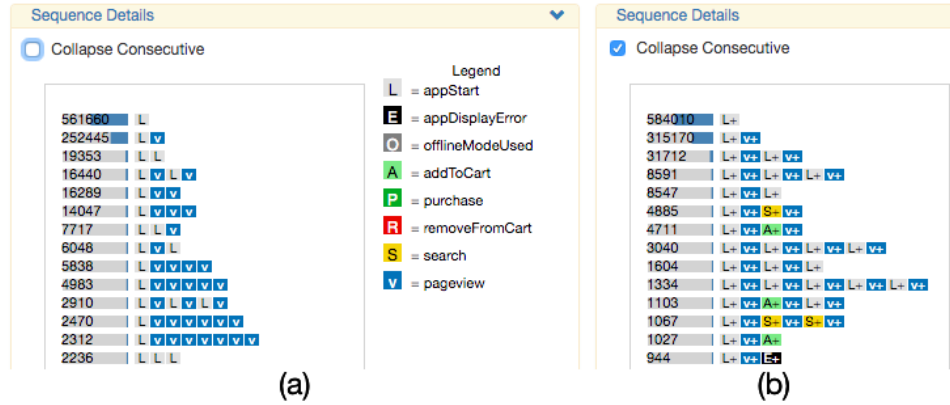 Sequence Details
Collapse Consecutive
561660 L
252445 L v
19353 L L
16440 L v L v
16289 L v v
14047 L v v v
7717 L L v
6048 L v L
5838 L v v v v
4983 L v v v v v
2910 L v L v L v
2470 L v v v v v v
2312 L v v v v v v v
2236 L L L
Legend
L = appStart
E = appDisplayError
O = offlineModeUsed
A = addToCart
P = purchase
R = removeFromCart
S = search
v = pageview
(a)
Sequence Details
Collapse Consecutive
584010 L+
315170 L+ v+
31712 L+ v+ L+ v+
8591 L+ v+ L+ v+ L+ v+
8547 L+ v+ L+
4885 L+ v+ S+ v+
4711 L+ v+ A+ v+
3040 L+ v+ L+ v+ L+ v+ L+ v+
1604 L+ v+ L+ v+ L+
1334 L+ v+ L+ v+ L+ v+ L+ v+ L+ v+
1103 L+ v+ A+ v+ L+ v+
1067 L+ v+ S+ v+ S+ v+
1027 L+ v+ A+
944 L+ v+ E+
(b)